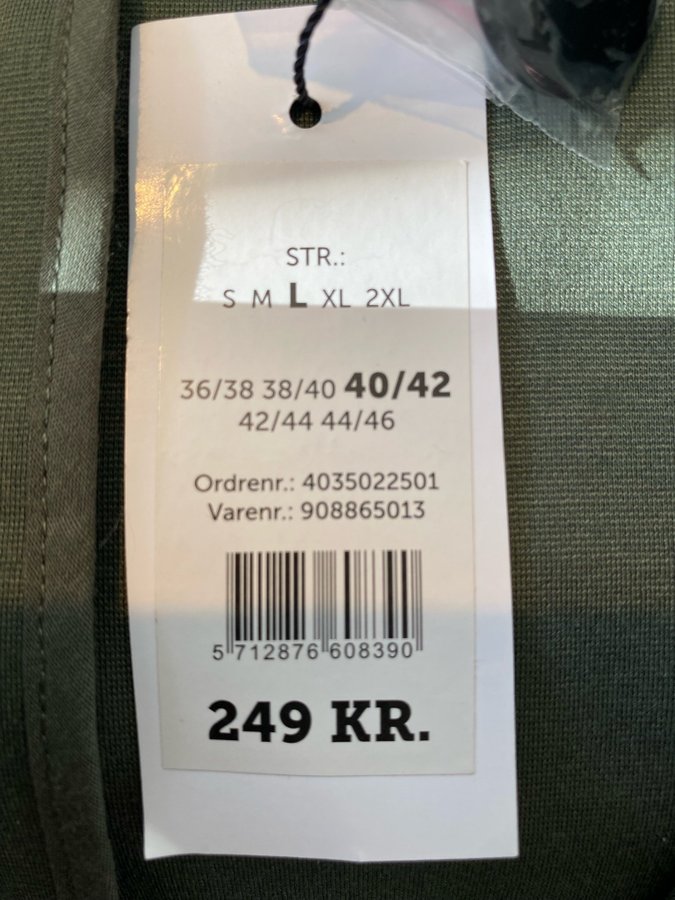 STR.:
S M L XL 2XL
36/38 38/40 40/42
42/44 44/46
Ordrenr.: 4035022501
Varenr.: 908865013
5 712876 608390
249 KR.